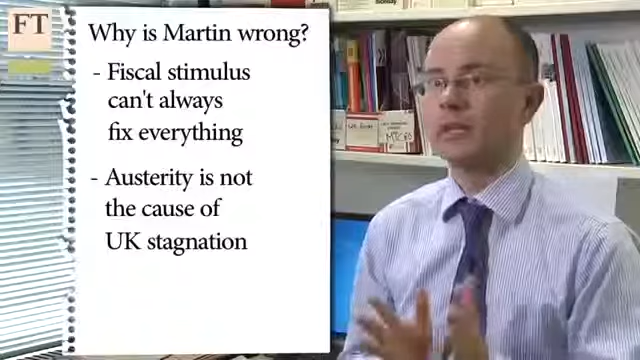 FT
Why is Martin wrong?
- Fiscal stimulus
can't always
fix everything
- Austerity is not
the cause of
UK stagnation
MICRO